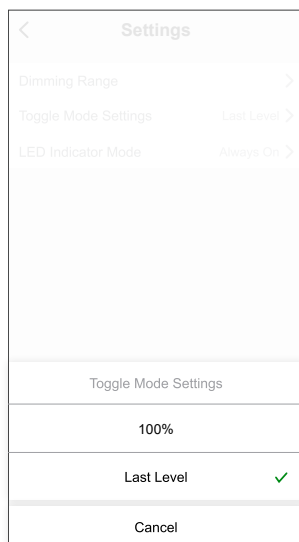 Settings
Dimming Range
Toggle Mode Settings Last Level
LED Indicator Mode Always On
Toggle Mode Settings
100%
Last Level
Cancel